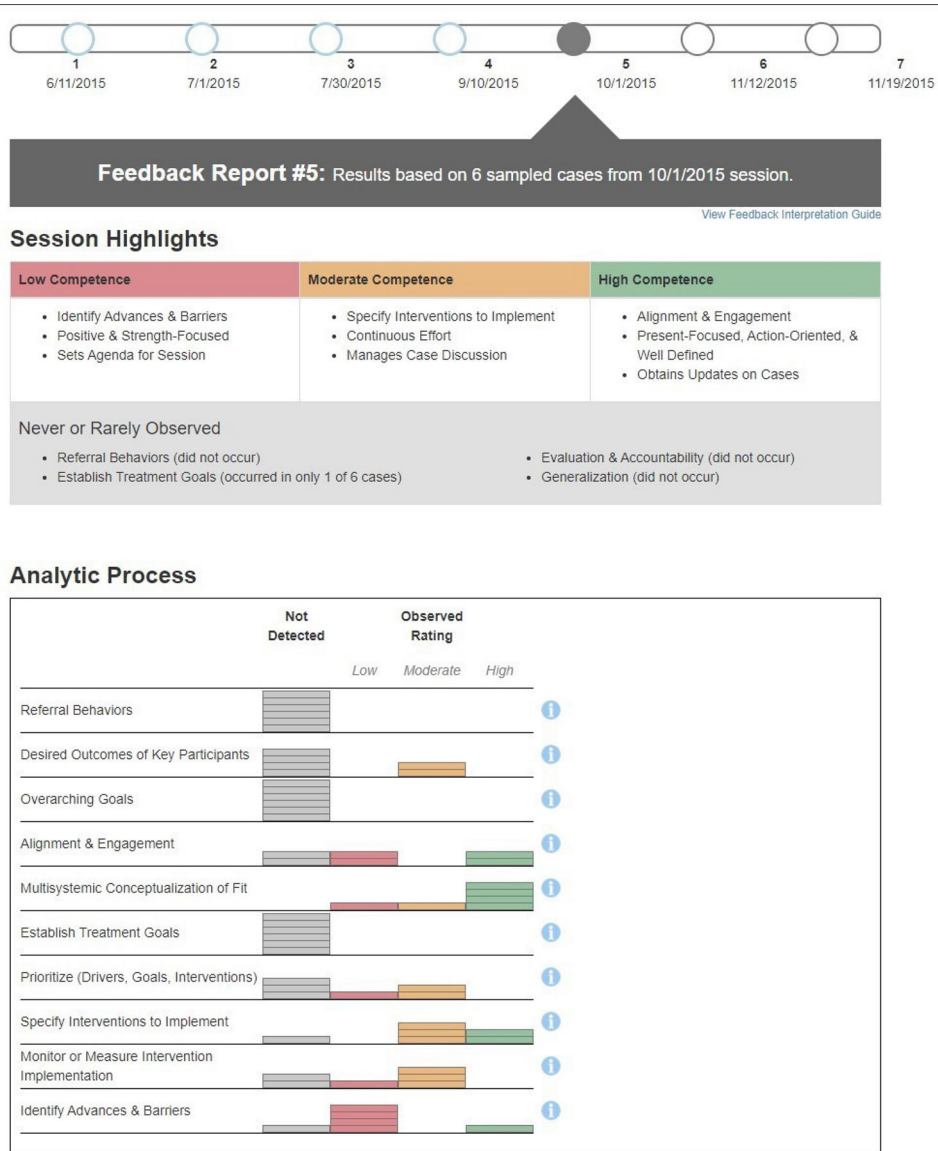 1 2 3 4 5 6 7
6/11/2015 7/1/2015 7/30/2015 9/10/2015 10/1/2015 11/12/2015 11/19/2015
Feedback Report #5: Results based on 6 sampled cases from 10/1/2015 session.
View Feedback Interpretation Guide
Session Highlights
Low Competence Moderate Competence High Competence
• Identify Advances & Barriers
• Positive & Strength-Focused
• Sets Agenda for Session
• Specify Interventions to Implement
• Continuous Effort
• Manages Case Discussion
• Alignment & Engagement
• Present-Focused, Action-Oriented, &
Well Defined
• Obtains Updates on Cases
Never or Rarely Observed
• Referral Behaviors (did not occur)
• Establish Treatment Goals (occurred in only 1 of 6 cases)
• Evaluation & Accountability (did not occur)
• Generalization (did not occur)
Analytic Process
Not
Detected
Observed
Rating
Low Moderate High
Referral Behaviors
Desired Outcomes of Key Participants
Overarching Goals
Alignment & Engagement
Multisystemic Conceptualization of Fit
Establish Treatment Goals
Prioritize (Drivers, Goals, Interventions)
Specify Interventions to Implement
Monitor or Measure Intervention
Implementation
Identify Advances & Barriers